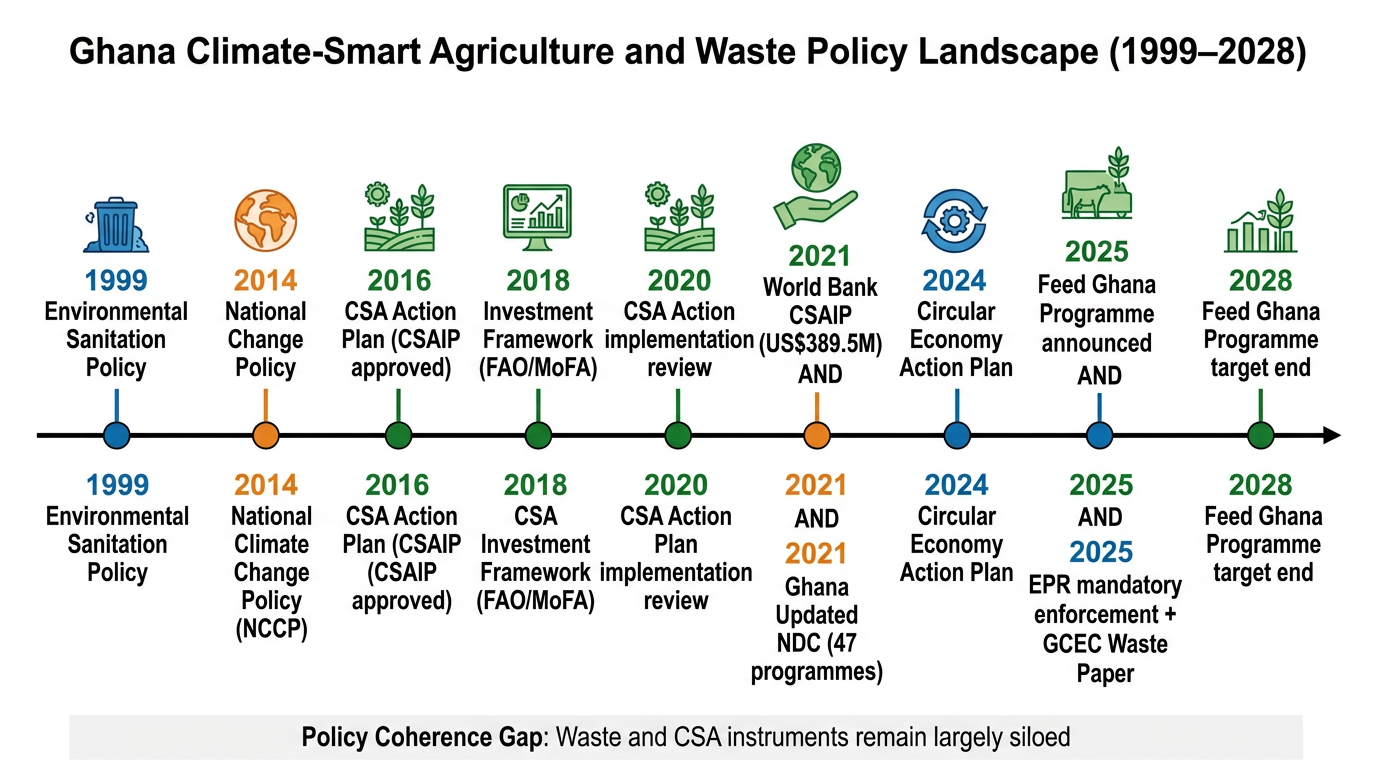 Ghana Climate-Smart Agriculture and Waste Policy Landscape (1999–2028)
1999
Environmental
Sanitation
Policy
2014
National
Change
Policy
2016
CSA Action
Plan (CSAIP
approved)
2018
Investment
Framework
(FAO/MoFA)
2020
CSA Action
implementation
review
2021
World Bank
CSAIP
(US$389.5M)
AND
2024
Circular
Economy
Action Plan
2025
Feed Ghana
Programme
announced
AND
2028
Feed Ghana
Programme
target end
1999
Environmental
Sanitation
Policy
2014
National
Climate
Change
Policy
(NCCP)
2016
CSA Action
Plan (CSAIP
(CSAIP
approved)
2018
CSA
Investment
Framework
(FAO/MoFA)
2020
CSA Action
Plan
implementation
review
2021
AND
2021
Ghana
Updated
NDC (47
programmes)
2024
Circular
Economy
Action Plan
2025
AND
2025
EPR mandatory
enforcement +
GCEC Waste
Paper
2028
Feed Ghana
Programme
target end
Policy Coherence Gap: Waste and CSA instruments remain largely siloed